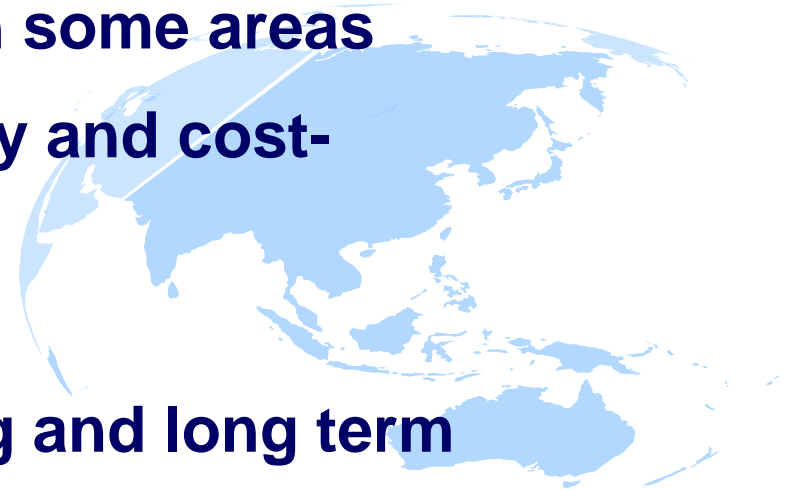 some areas
y and cost-
g and long term